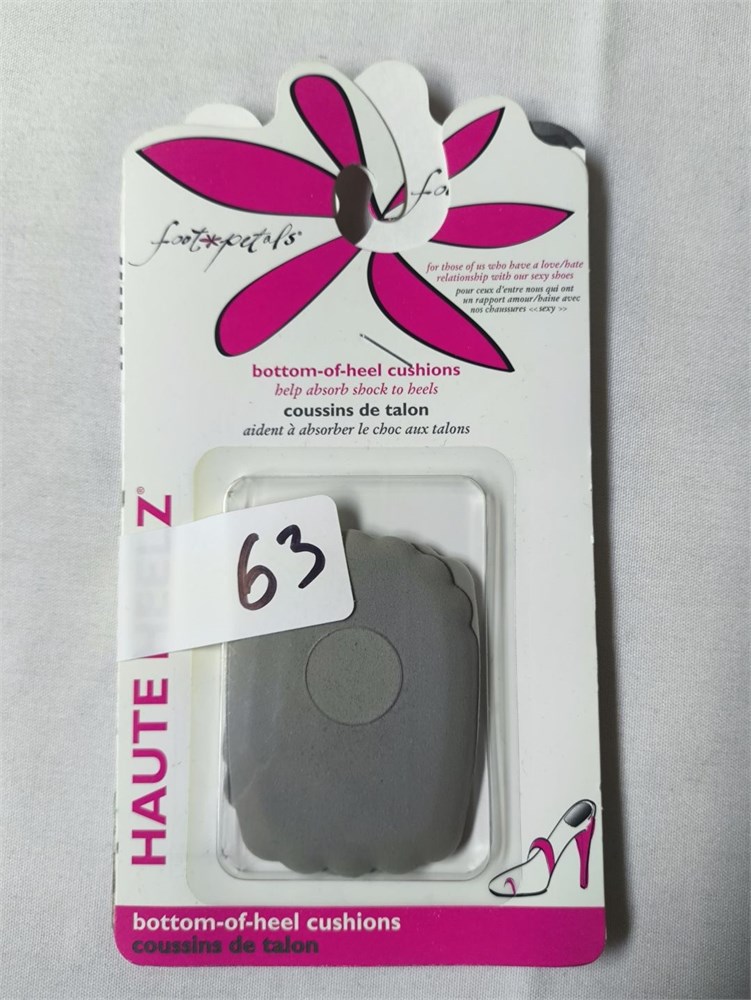 fo
foot*petals®
for those of us who have a love/hate
relationship with our sexy shoes
pour ceux d'entre nous qui ont
un rapport amour/haine avec
nos chaussures <<sexy>>
bottom-of-heel cushions
help absorb shock to heels
coussins de talon
aident à absorber le choc aux talons
HAUTE HEELZ®
63
bottom-of-heel cushions
coussins de talon